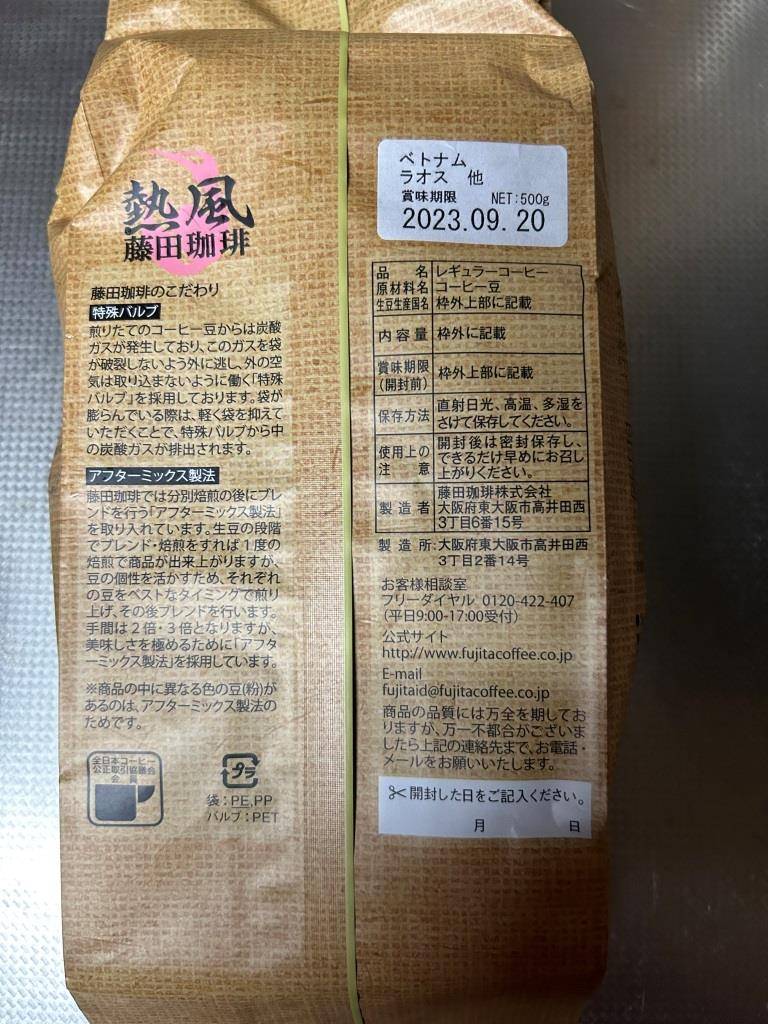 熱風
藤田珈琲
藤田珈琲のこだわり
特殊バルブ
煎りたてのコーヒー豆からは炭酸
ガスが発生しており、このガスを袋
が破裂しないよう外に逃し、外の空
気は取り込まないように働く「特殊
バルブ」を採用しております。袋が
膨らんでいる際は、軽く袋を抑えて
いただくことで、特殊バルブから中
の炭酸ガスが排出されます。
アフターミックス製法
藤田珈琲では分別焙煎の後にブレ
ンドを行う「アフターミックス製法」
を取り入れています。生豆の段階
でブレンド・焙煎をすれば1度の
焙煎で商品が出来上がりますが、
豆の個性を活かすため、それぞれ
の豆をベストなタイミングで煎り
上げ、その後ブレンドを行います。
手間は2倍・3倍となりますが、
美味しさを極めるために「アフタ
ーミックス製法」を採用しています。
※商品の中に異なる色の豆(粉)が
あるのは、アフターミックス製法の
ためです。
全日本コーヒー
公正取引協議会
会員
プラ
袋:PE,PP
バルブ:PET
ベトナム
ラオス 他
賞味期限 NET:500g
2023.09.20
品名 レギュラーコーヒー
原材料名 コーヒー豆
生豆生産国名 枠外上部に記載
内容量 枠外に記載
賞味期限
(開封前) 枠外上部に記載
保存方法 直射日光、高温、多湿を
さけて保存してください。
使用上の
注意 開封後は密封保存し、
できるだけ早めにお召し
上がりください。
製造者 藤田珈琲株式会社
大阪府東大阪市高井田西
3丁目6番15号
製造所:大阪府東大阪市高井田西
3丁目2番14号
お客様相談室
フリーダイヤル 0120-422-407
(平日9:00-17:00受付)
公式サイト
http://www.fujitacoffee.co.jp
E-mail
fujitaid@fujitacoffee.co.jp
商品の品質には万全を期してお
りますが、万一不都合がございま
したら上記の連絡先まで、お電話・
メールをお願いいたします。
開封した日をご記入ください。
月 日